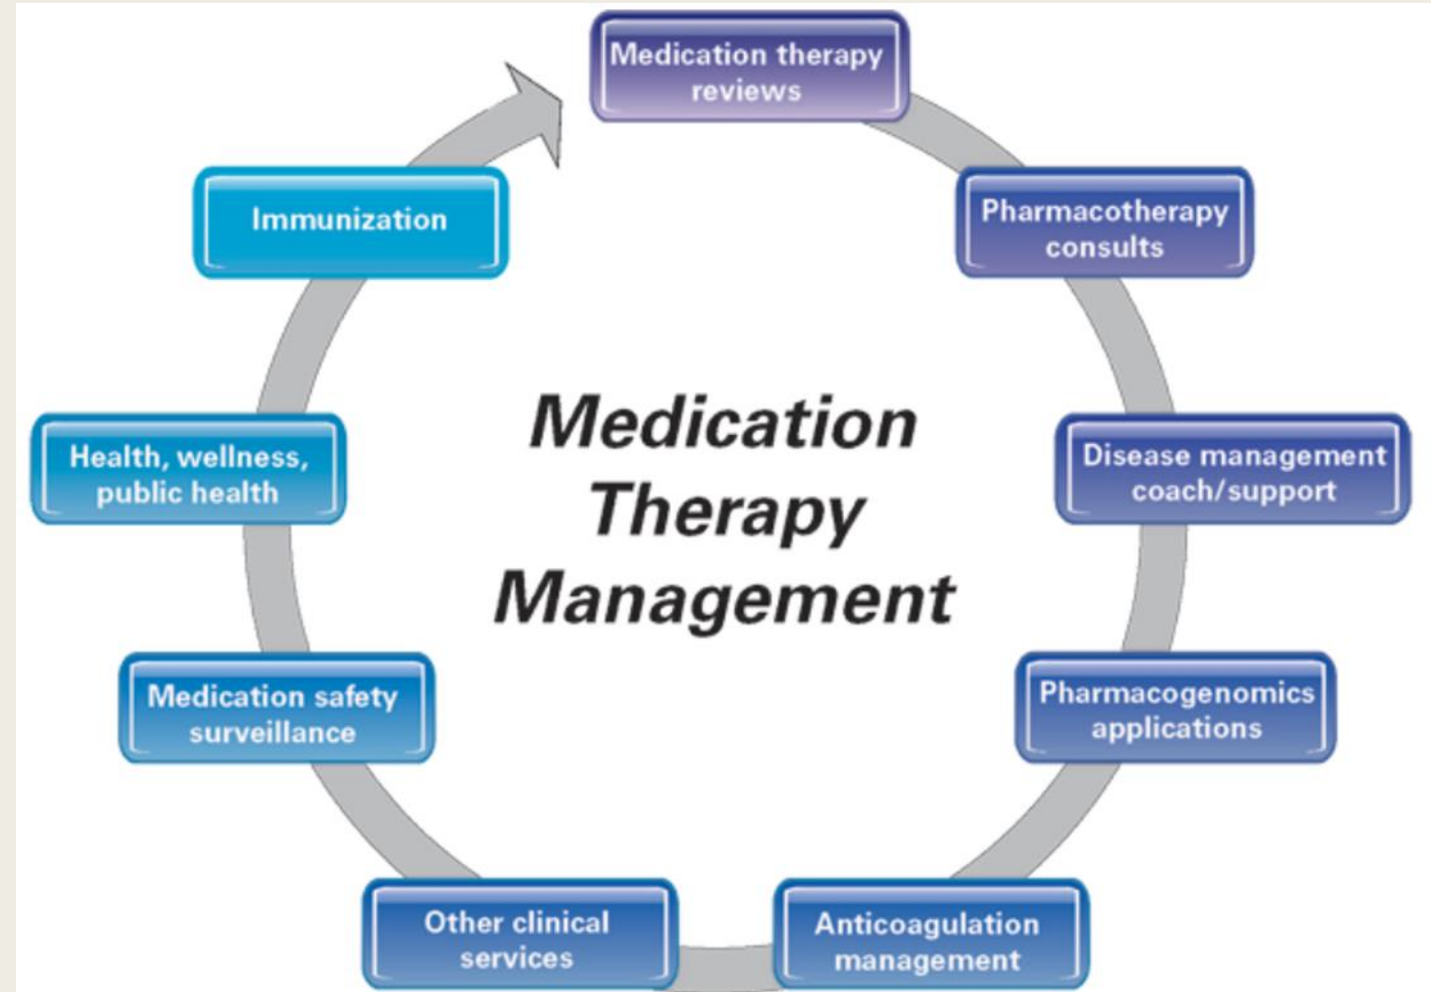 Medication therapy
reviews
Pharmacotherapy
consults
Disease management
coach/support
Pharmacogenomics
applications
Anticoagulation
management
Other clinical
services
Medication safety
surveillance
Health, wellness,
public health
Immunization
Medication
Therapy
Management